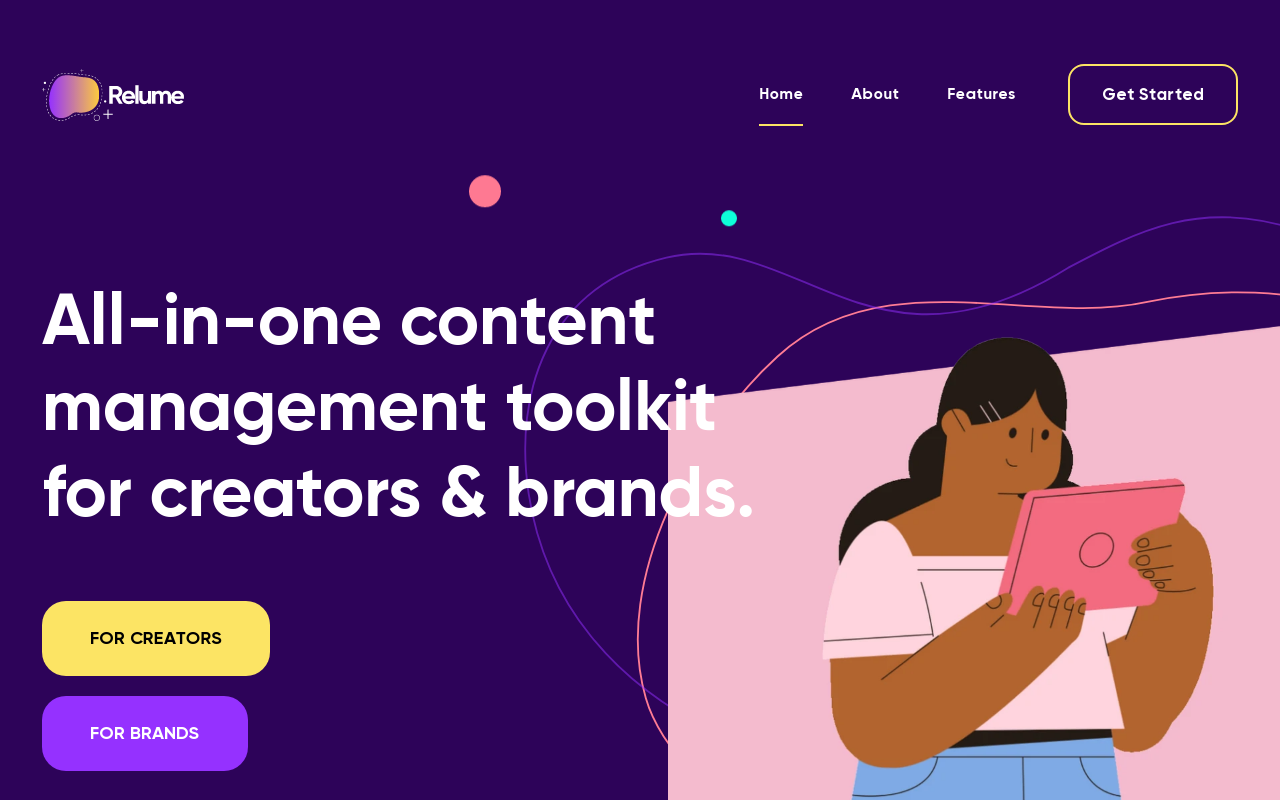 Relume
Home
About
Features
Get Started
All-in-one content
management toolkit
for creators & brands.
FOR CREATORS
FOR BRANDS